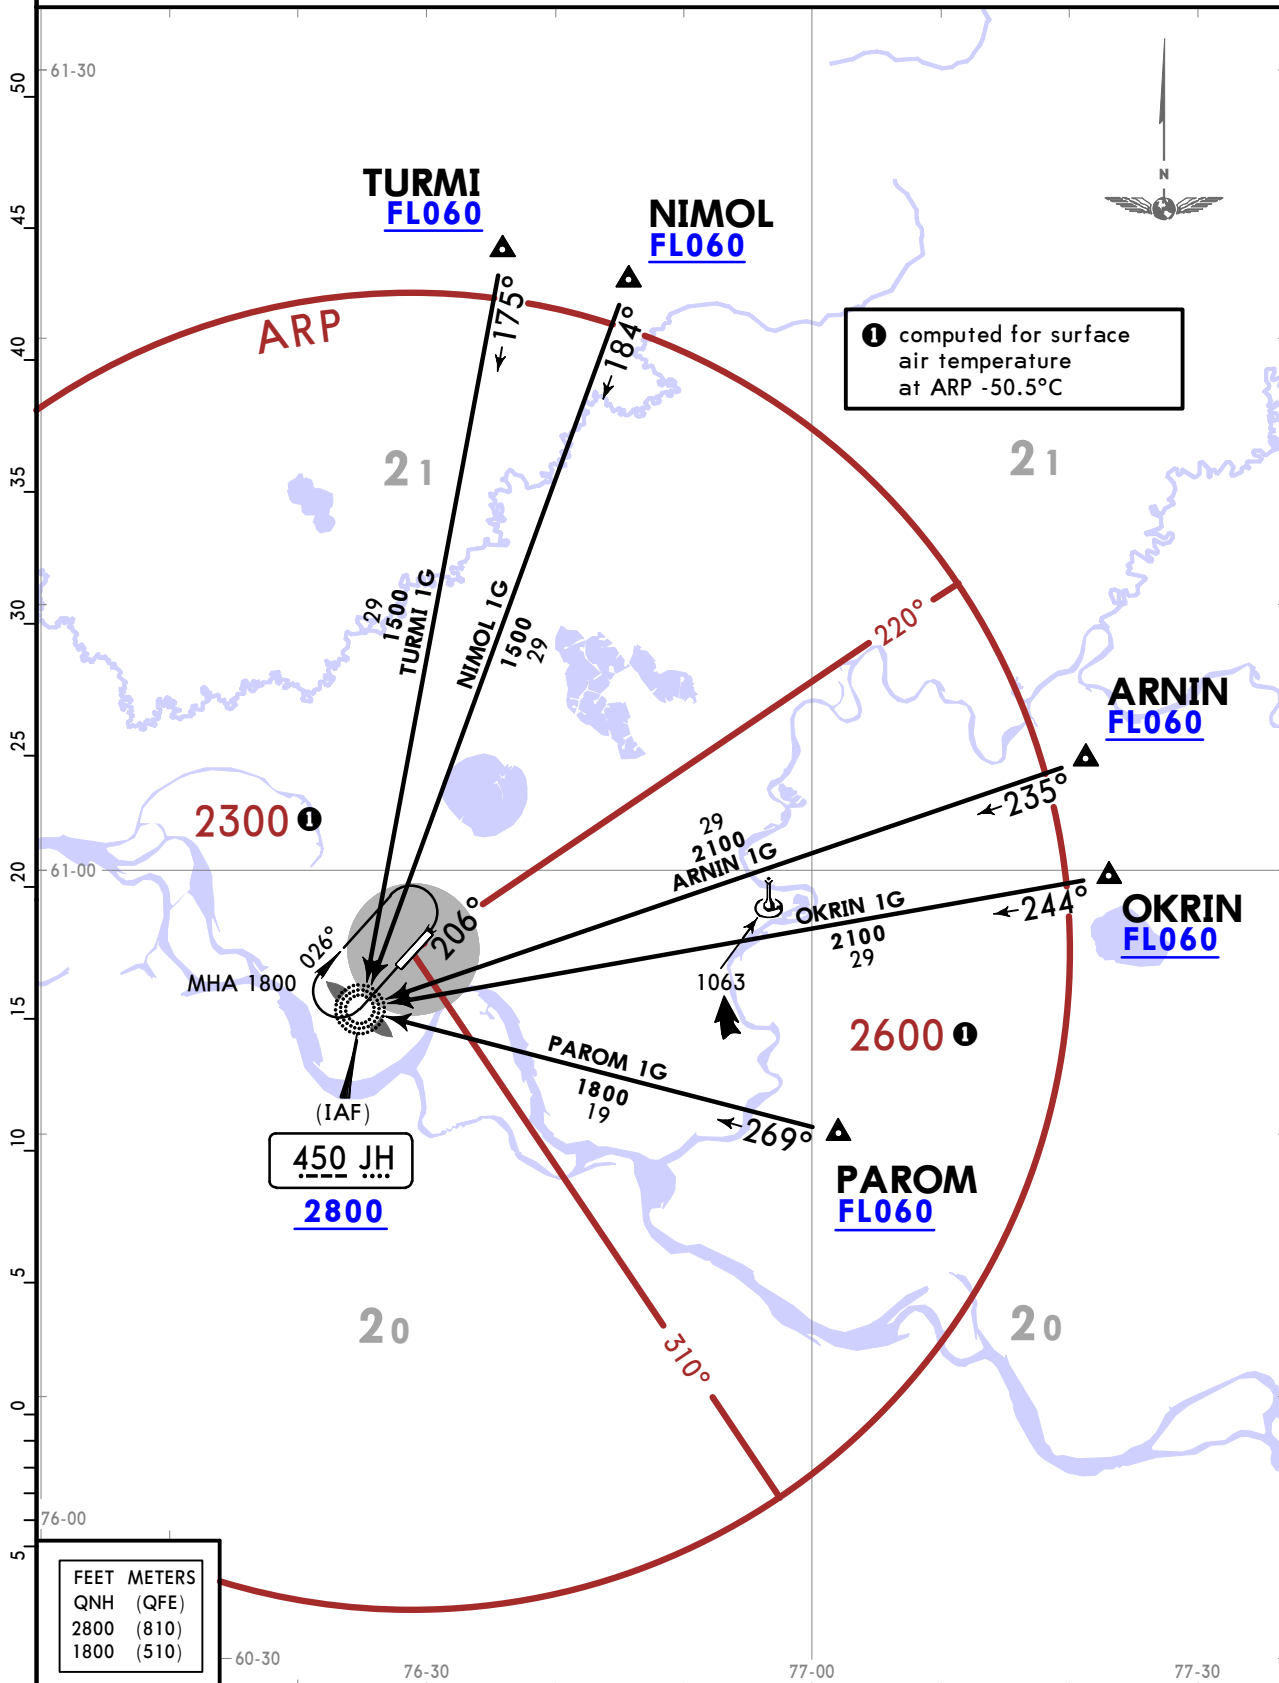 61-30
50
45
40
35
30
25
20
15
10
5
0
5
N
TURMI
FL060
NIMOL
FL060
175°
184°
ARP
❶ computed for surface
air temperature
at ARP -50.5°C
21
21
29
1500
TURMI 1G
NIMOL 1G
1500
29
220°
ARNIN
FL060
235°
2300 ❶
29
2100
ARNIN 1G
61-00
OKRIN 1G
2100
29
244°
OKRIN
FL060
206°
026°
MHA 1800
1063
2600 ❶
PAROM 1G
1800
19
269°
PAROM
FL060
(IAF)
450 JH
2800
20
20
310°
76-00
FEET METERS
QNH (QFE)
2800 (810)
1800 (510)
60-30
76-30
77-00
77-30